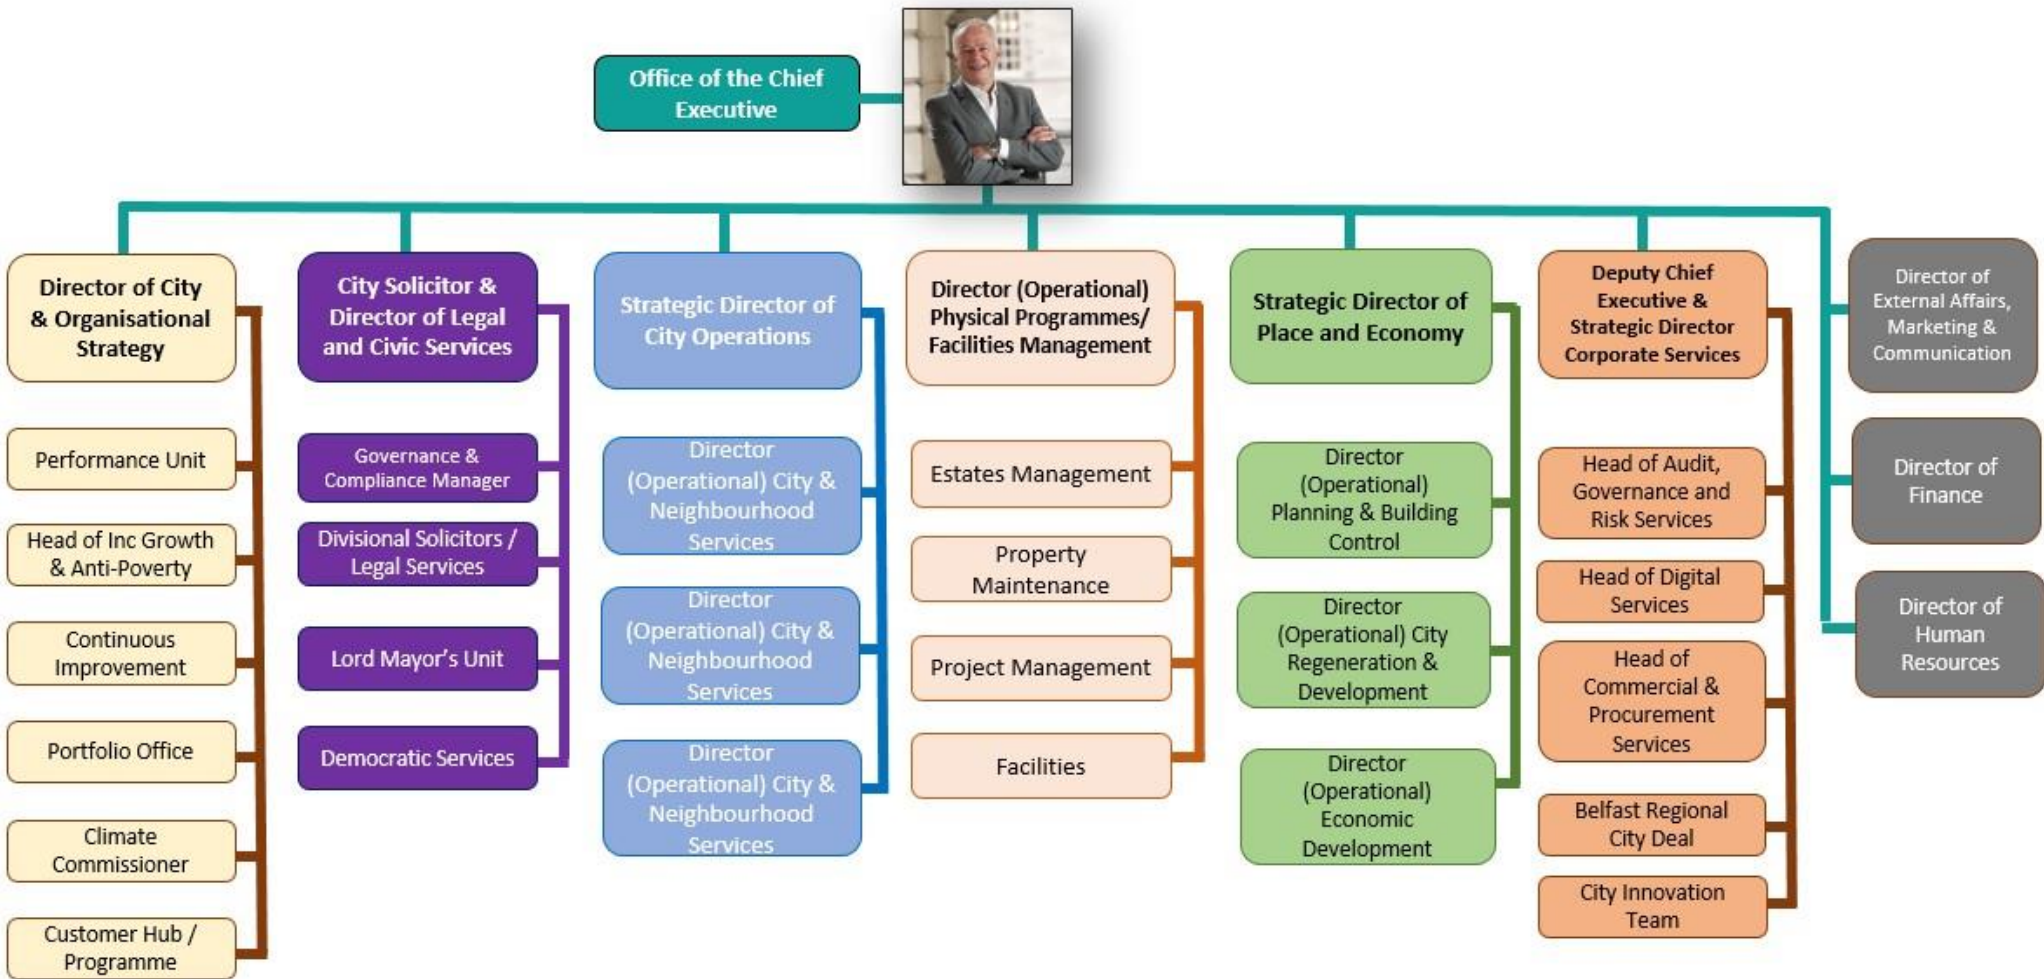 Office of the Chief
Executive
Director of City
& Organisational
Strategy
Performance Unit
Head of Inc Growth
& Anti-Poverty
Continuous
Improvement
Portfolio Office
Climate
Commissioner
Customer Hub /
Programme
City Solicitor &
Director of Legal
and Civic Services
Governance &
Compliance Manager
Divisional Solicitors /
Legal Services
Lord Mayor’s Unit
Democratic Services
Strategic Director of
City Operations
Director
(Operational) City &
Neighbourhood
Services
Director
(Operational) City &
Neighbourhood
Services
Director
(Operational) City &
Neighbourhood
Services
Director (Operational)
Physical Programmes/
Facilities Management
Estates Management
Property
Maintenance
Project Management
Facilities
Strategic Director of
Place and Economy
Director
(Operational)
Planning & Building
Control
Director
(Operational) City
Regeneration &
Development
Director
(Operational)
Economic
Development
Deputy Chief
Executive &
Strategic Director
Corporate Services
Head of Audit,
Governance and
Risk Services
Head of Digital
Services
Head of
Commercial &
Procurement
Services
Belfast Regional
City Deal
City Innovation
Team
Director of
External Affairs,
Marketing &
Communication
Director of
Finance
Director of
Human
Resources